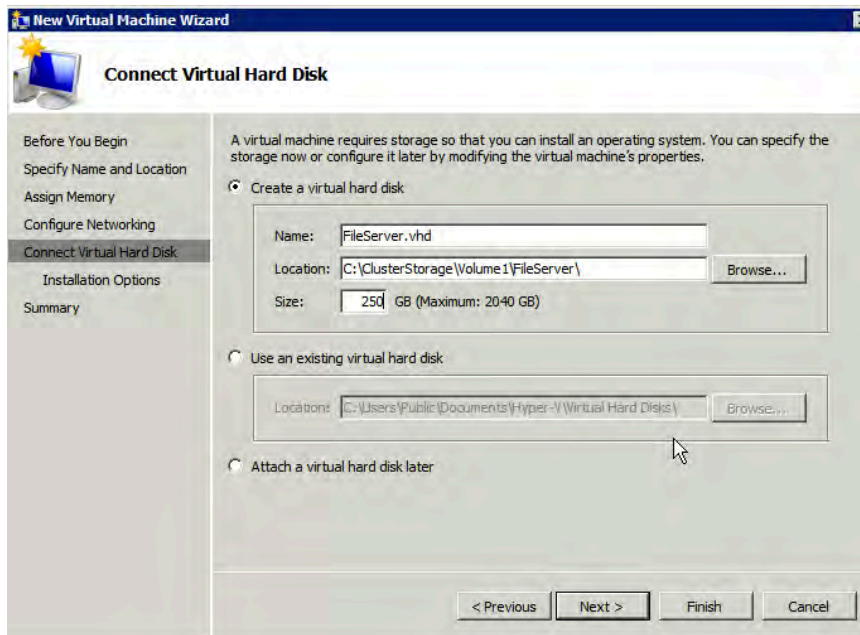 New Virtual Machine Wizard
Connect Virtual Hard Disk
Before You Begin
Specify Name and Location
Assign Memory
Configure Networking
Connect Virtual Hard Disk
Installation Options
Summary
A virtual machine requires storage so that you can install an operating system. You can specify the
storage now or configure it later by modifying the virtual machine's properties.
Create a virtual hard disk
Name: FileServer.vhd
Location: C:\ClusterStorage\Volume1\FileServer\ Browse...
Size: 250 GB (Maximum: 2040 GB)
Use an existing virtual hard disk
Location: C:\Users\Public\Documents\Hyper-V\Virtual Hard Disks\ Browse...
Attach a virtual hard disk later
< Previous Next > Finish Cancel